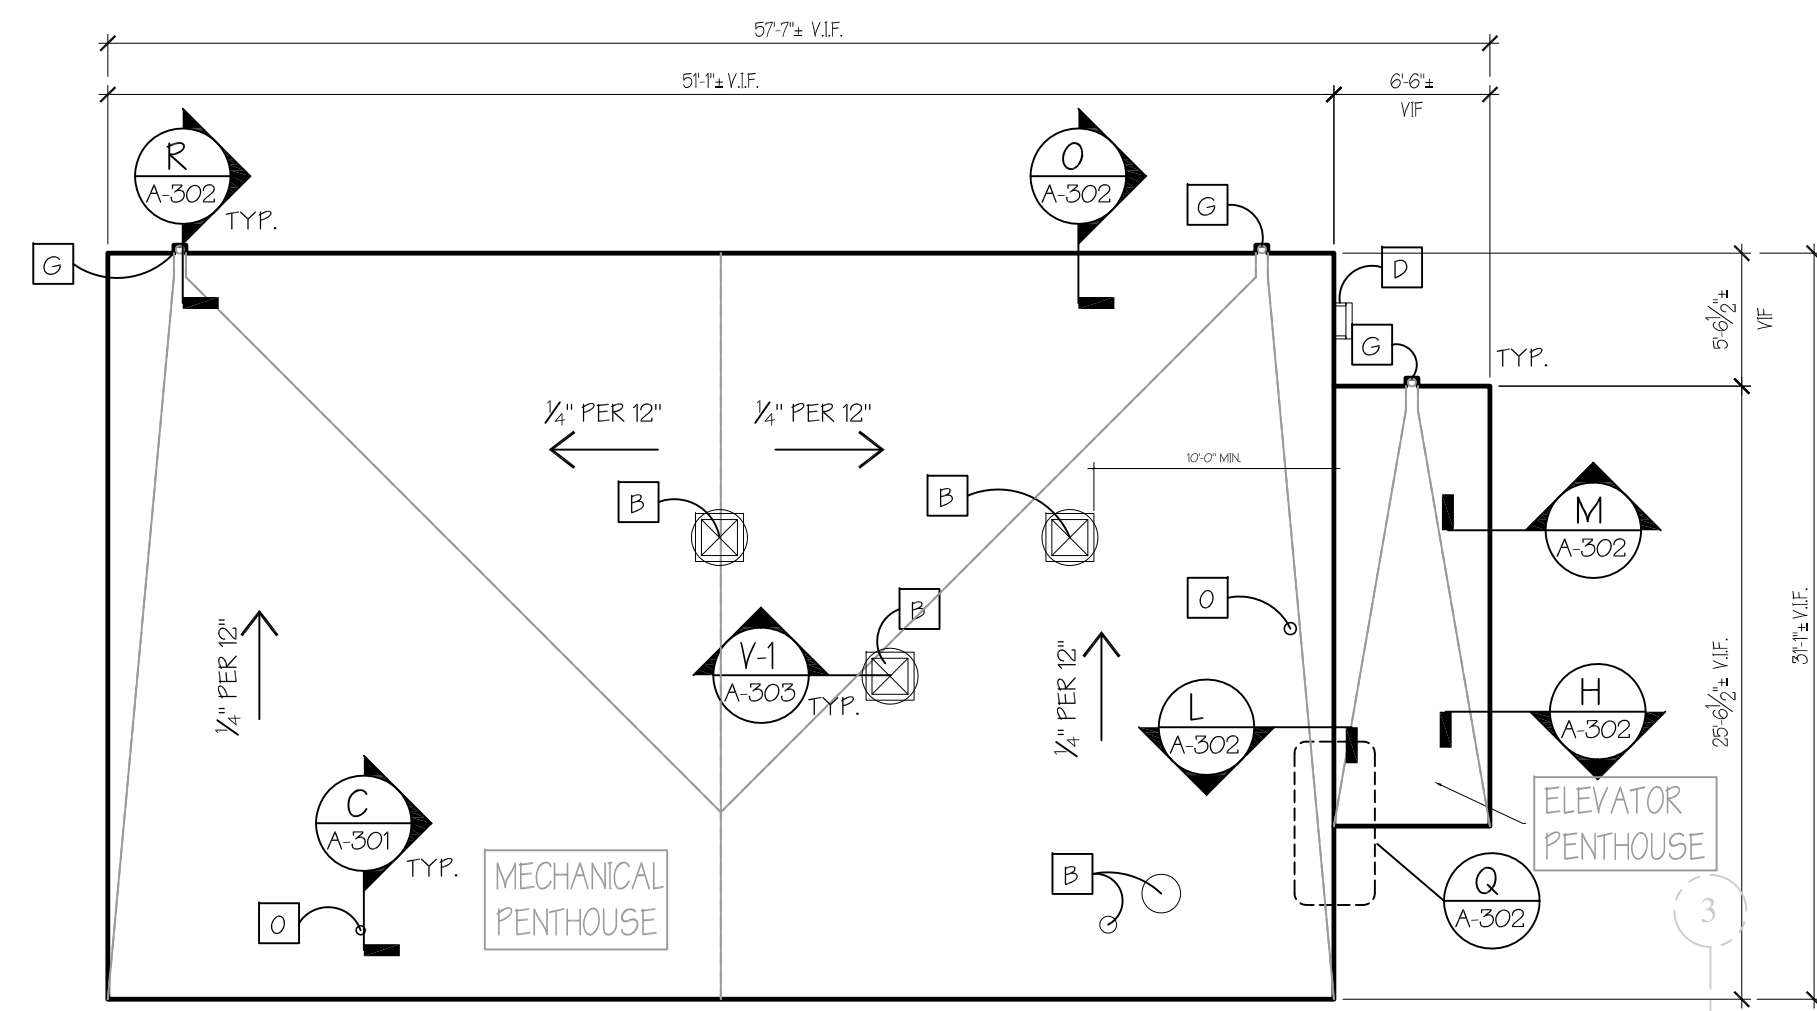 57'-7"± V.I.F.
51'-1"± V.I.F.
6'-6"±
VIF
R
A-302
TYP.
O
A-302
G
G
D
5'-6½"±
VIF
G
TYP.
¼" PER 12"
¼" PER 12"
10'-0" MIN.
B
B
M
A-302
B
O
V-1
A-303
TYP.
¼" PER 12"
¼" PER 12"
L
A-302
H
A-302
25'-6½"± V.I.F.
31'-1"± V.I.F.
C
A-301
TYP.
ELEVATOR
PENTHOUSE
MECHANICAL
PENTHOUSE
B
Q
A-302
O
3